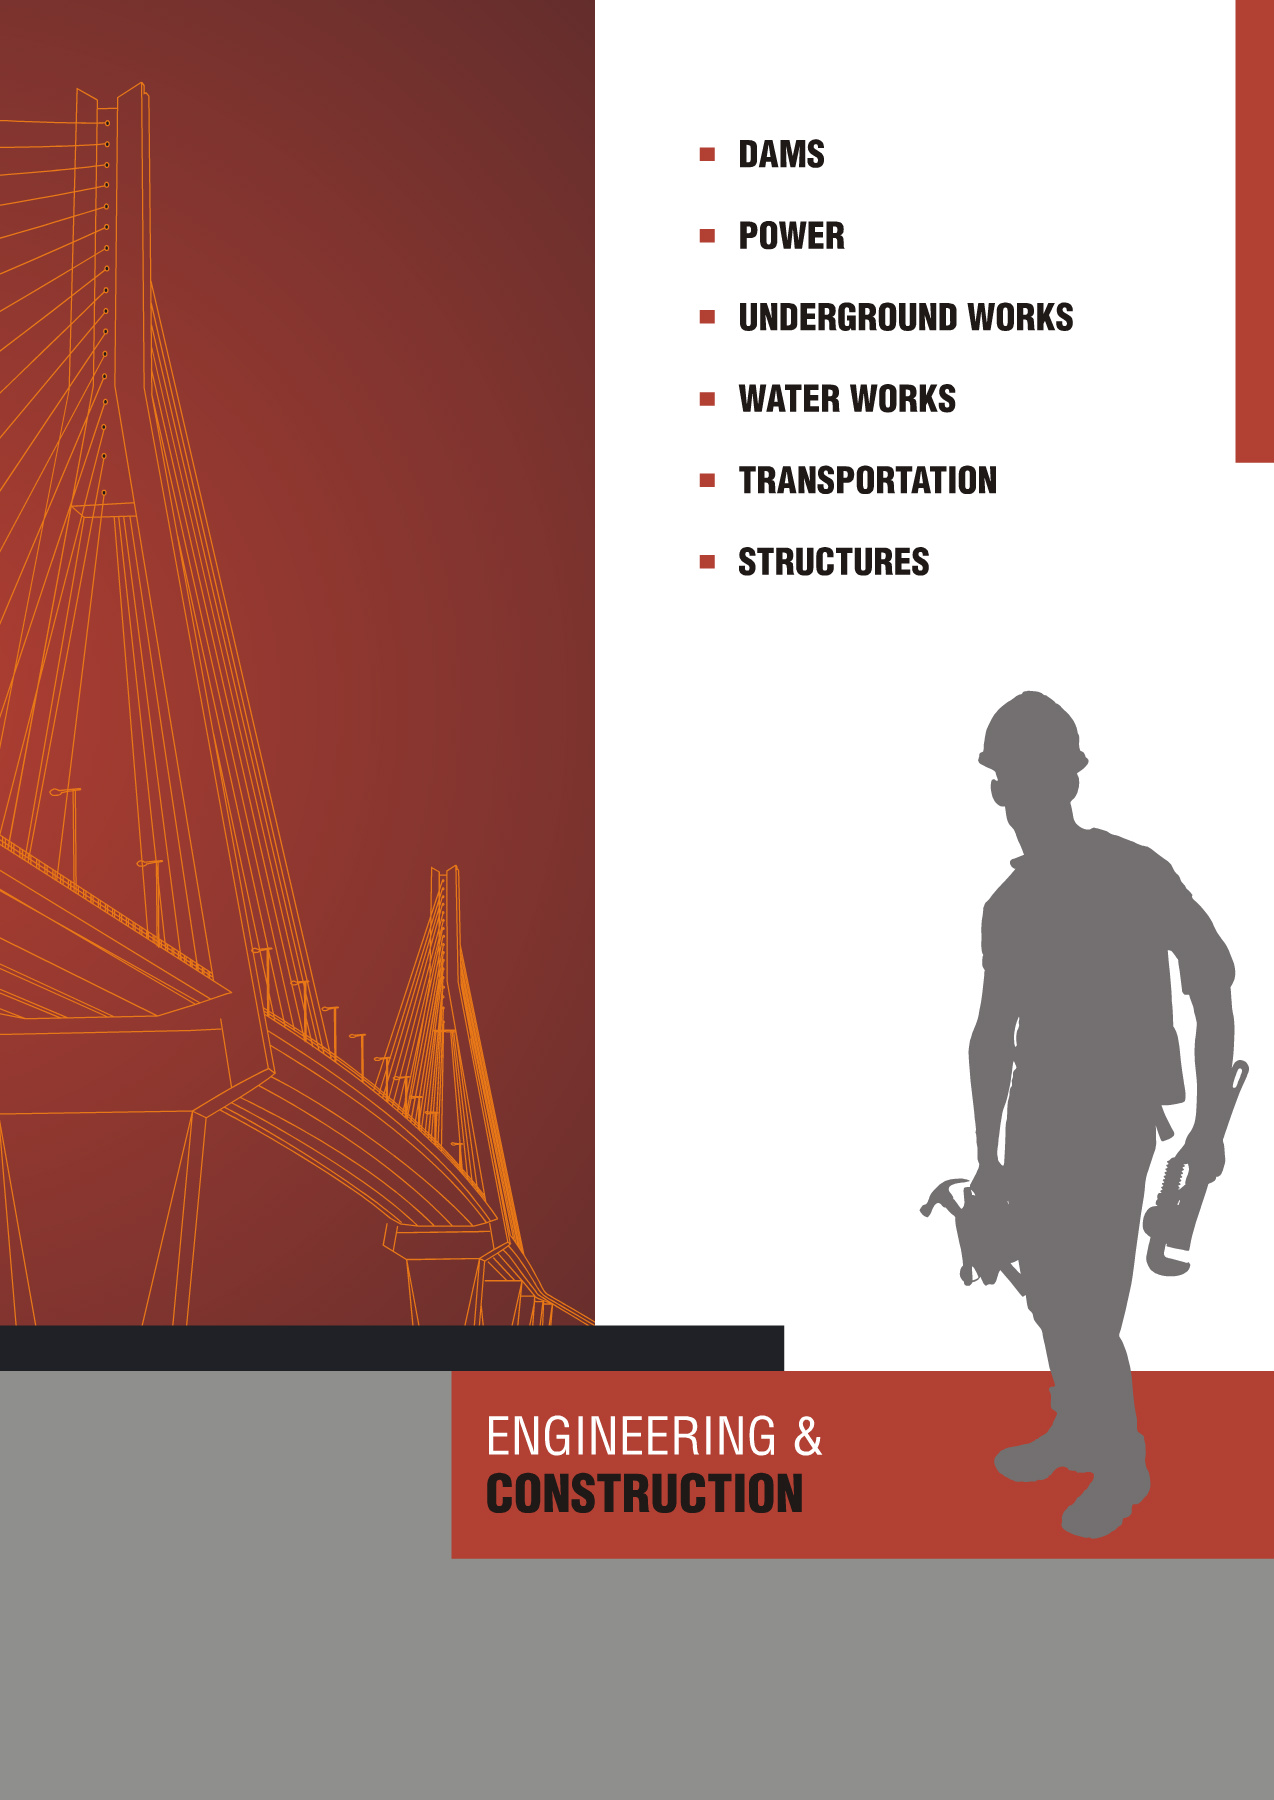 DAMS
POWER
UNDERGROUND WORKS
WATER WORKS
TRANSPORTATION
STRUCTURES
ENGINEERING &
CONSTRUCTION